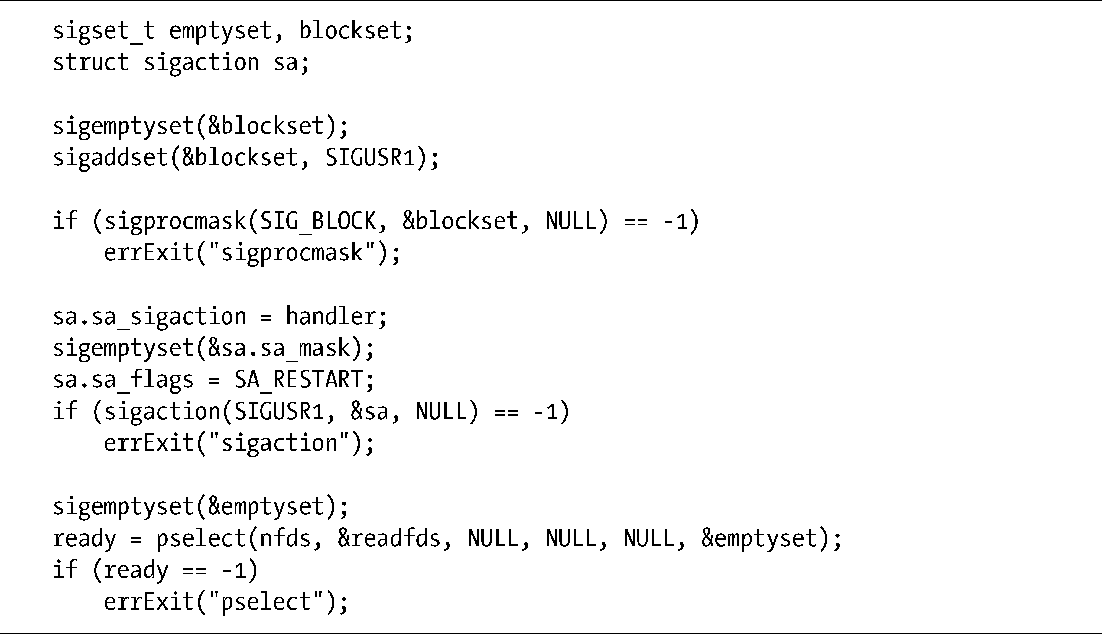 sigset_t emptyset, blockset;
struct sigaction sa;
sigemptyset(&blockset);
sigaddset(&blockset, SIGUSR1);
if (sigprocmask(SIG_BLOCK, &blockset, NULL) == -1)
errExit("sigprocmask");
sa.sa_sigaction = handler;
sigemptyset(&sa.sa_mask);
sa.sa_flags = SA_RESTART;
if (sigaction(SIGUSR1, &sa, NULL) == -1)
errExit("sigaction");
sigemptyset(&emptyset);
ready = pselect(nfds, &readfds, NULL, NULL, NULL, &emptyset);
if (ready == -1)
errExit("pselect");